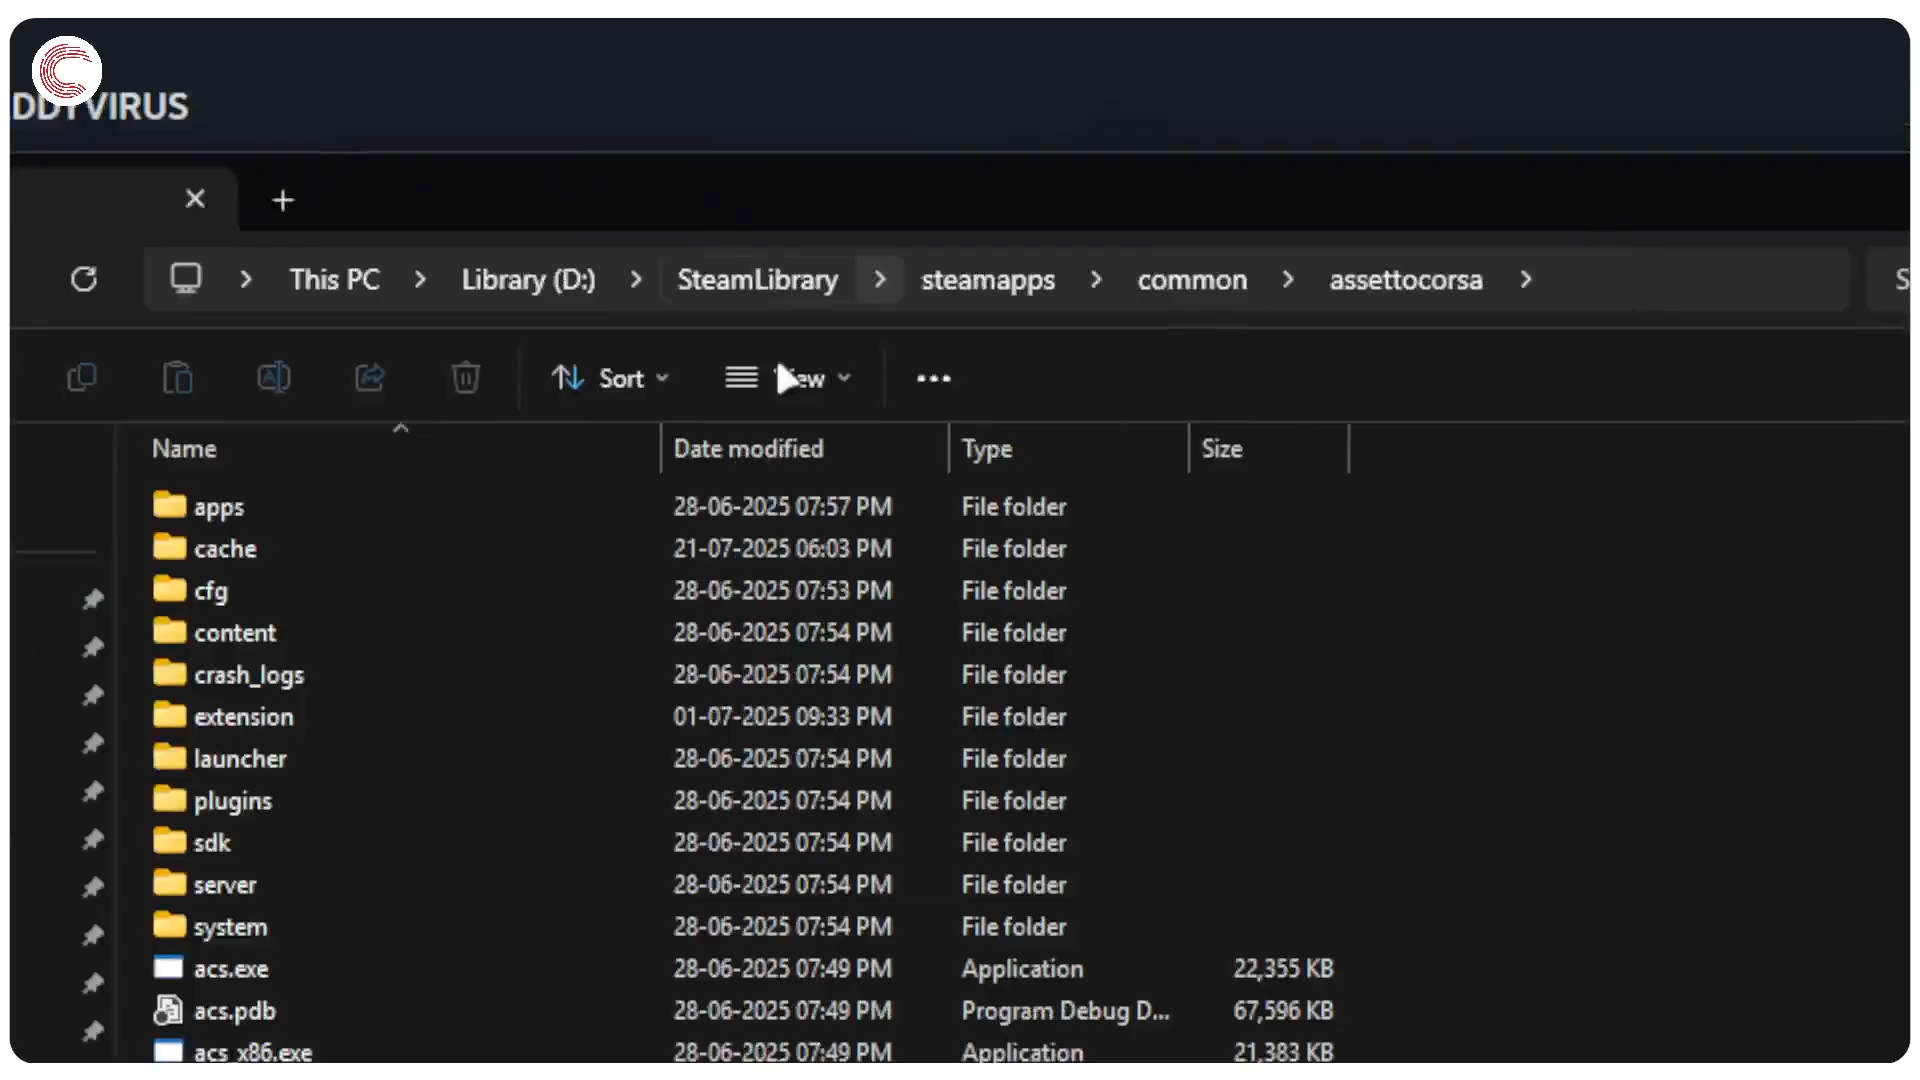 DDYVIRUS
This PC > Library (D:) > SteamLibrary > steamapps > common > assettocorsa >
Sort View
Name Date modified Type Size
apps 28-06-2025 07:57 PM File folder
cache 21-07-2025 06:03 PM File folder
cfg 28-06-2025 07:53 PM File folder
content 28-06-2025 07:54 PM File folder
crash_logs 28-06-2025 07:54 PM File folder
extension 01-07-2025 09:33 PM File folder
launcher 28-06-2025 07:54 PM File folder
plugins 28-06-2025 07:54 PM File folder
sdk 28-06-2025 07:54 PM File folder
server 28-06-2025 07:54 PM File folder
system 28-06-2025 07:54 PM File folder
acs.exe 28-06-2025 07:49 PM Application 22,355 KB
acs.pdb 28-06-2025 07:49 PM Program Debug D... 67,596 KB
acs_x86.exe 28-06-2025 07:49 PM Application 21,383 KB